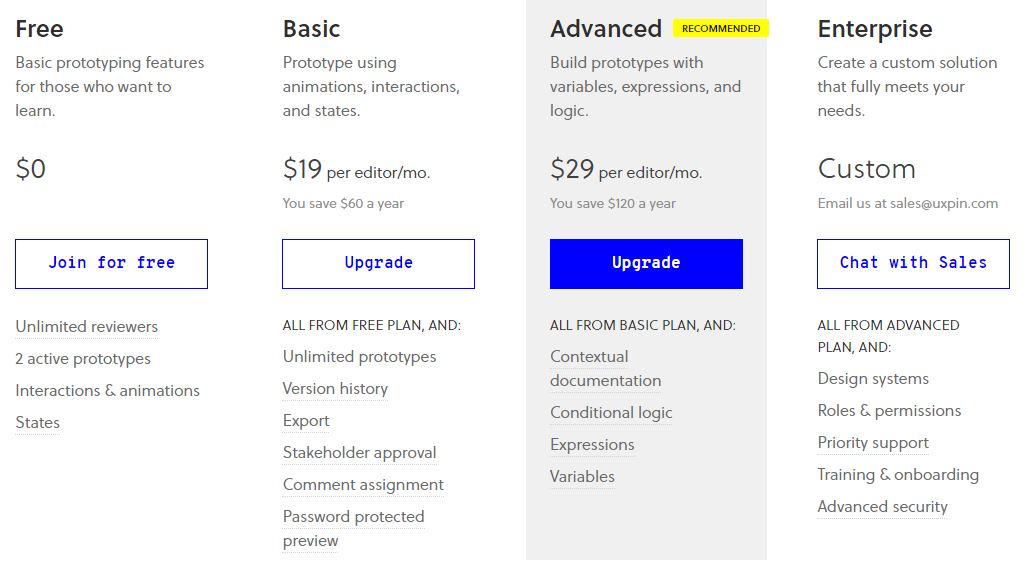 Free
Basic prototyping features
for those who want to
learn.
$0
Join for free
Unlimited reviewers
2 active prototypes
Interactions & animations
States
Basic
Prototype using
animations, interactions,
and states.
$19 per editor/mo.
You save $60 a year
Upgrade
ALL FROM FREE PLAN, AND:
Unlimited prototypes
Version history
Export
Stakeholder approval
Comment assignment
Password protected
preview
Advanced RECOMMENDED
Build prototypes with
variables, expressions, and
logic.
$29 per editor/mo.
You save $120 a year
Upgrade
ALL FROM BASIC PLAN, AND:
Contextual
documentation
Conditional logic
Expressions
Variables
Enterprise
Create a custom solution
that fully meets your
needs.
Custom
Email us at sales@uxpin.com
Chat with Sales
ALL FROM ADVANCED
PLAN, AND:
Design systems
Roles & permissions
Priority support
Training & onboarding
Advanced security